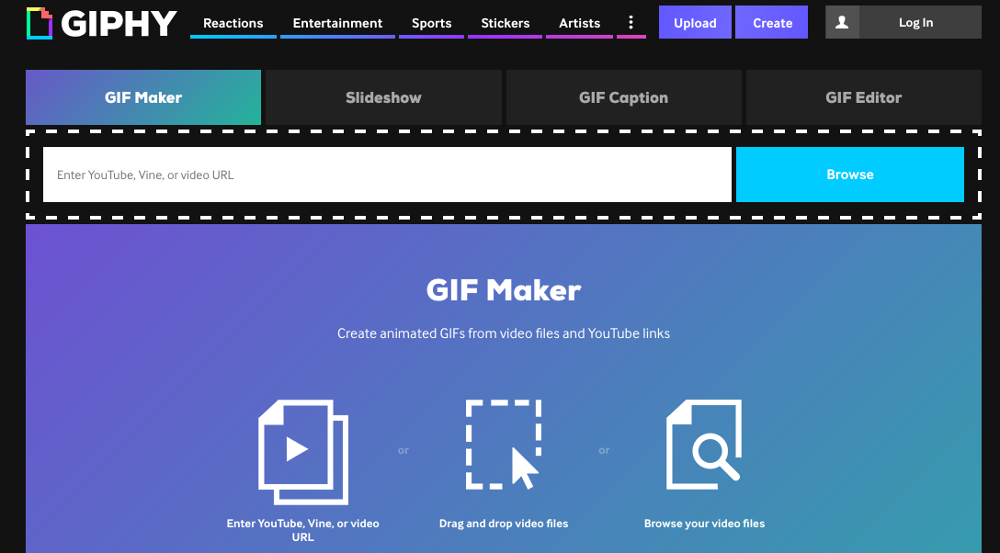 GIPHY
Reactions Entertainment Sports Stickers Artists Upload Create Log In
GIF Maker Slideshow GIF Caption GIF Editor
Enter YouTube, Vine, or video URL Browse
GIF Maker
Create animated GIFs from video files and YouTube links
or or
Enter YouTube, Vine, or video Drag and drop video files Browse your video files
URL